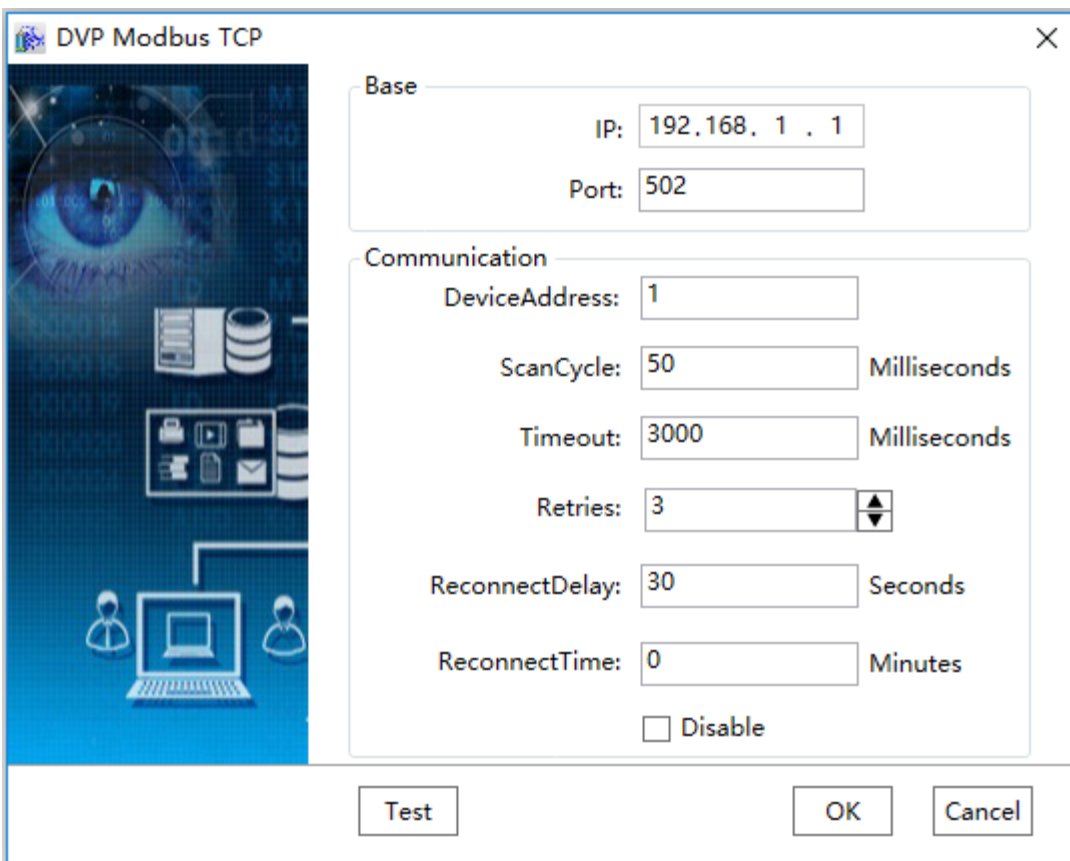 DVP Modbus TCP
Base
IP: 192.168. 1 . 1
Port: 502
Communication
DeviceAddress: 1
ScanCycle: 50 Milliseconds
Timeout: 3000 Milliseconds
Retries: 3
ReconnectDelay: 30 Seconds
ReconnectTime: 0 Minutes
Disable
Test OK Cancel